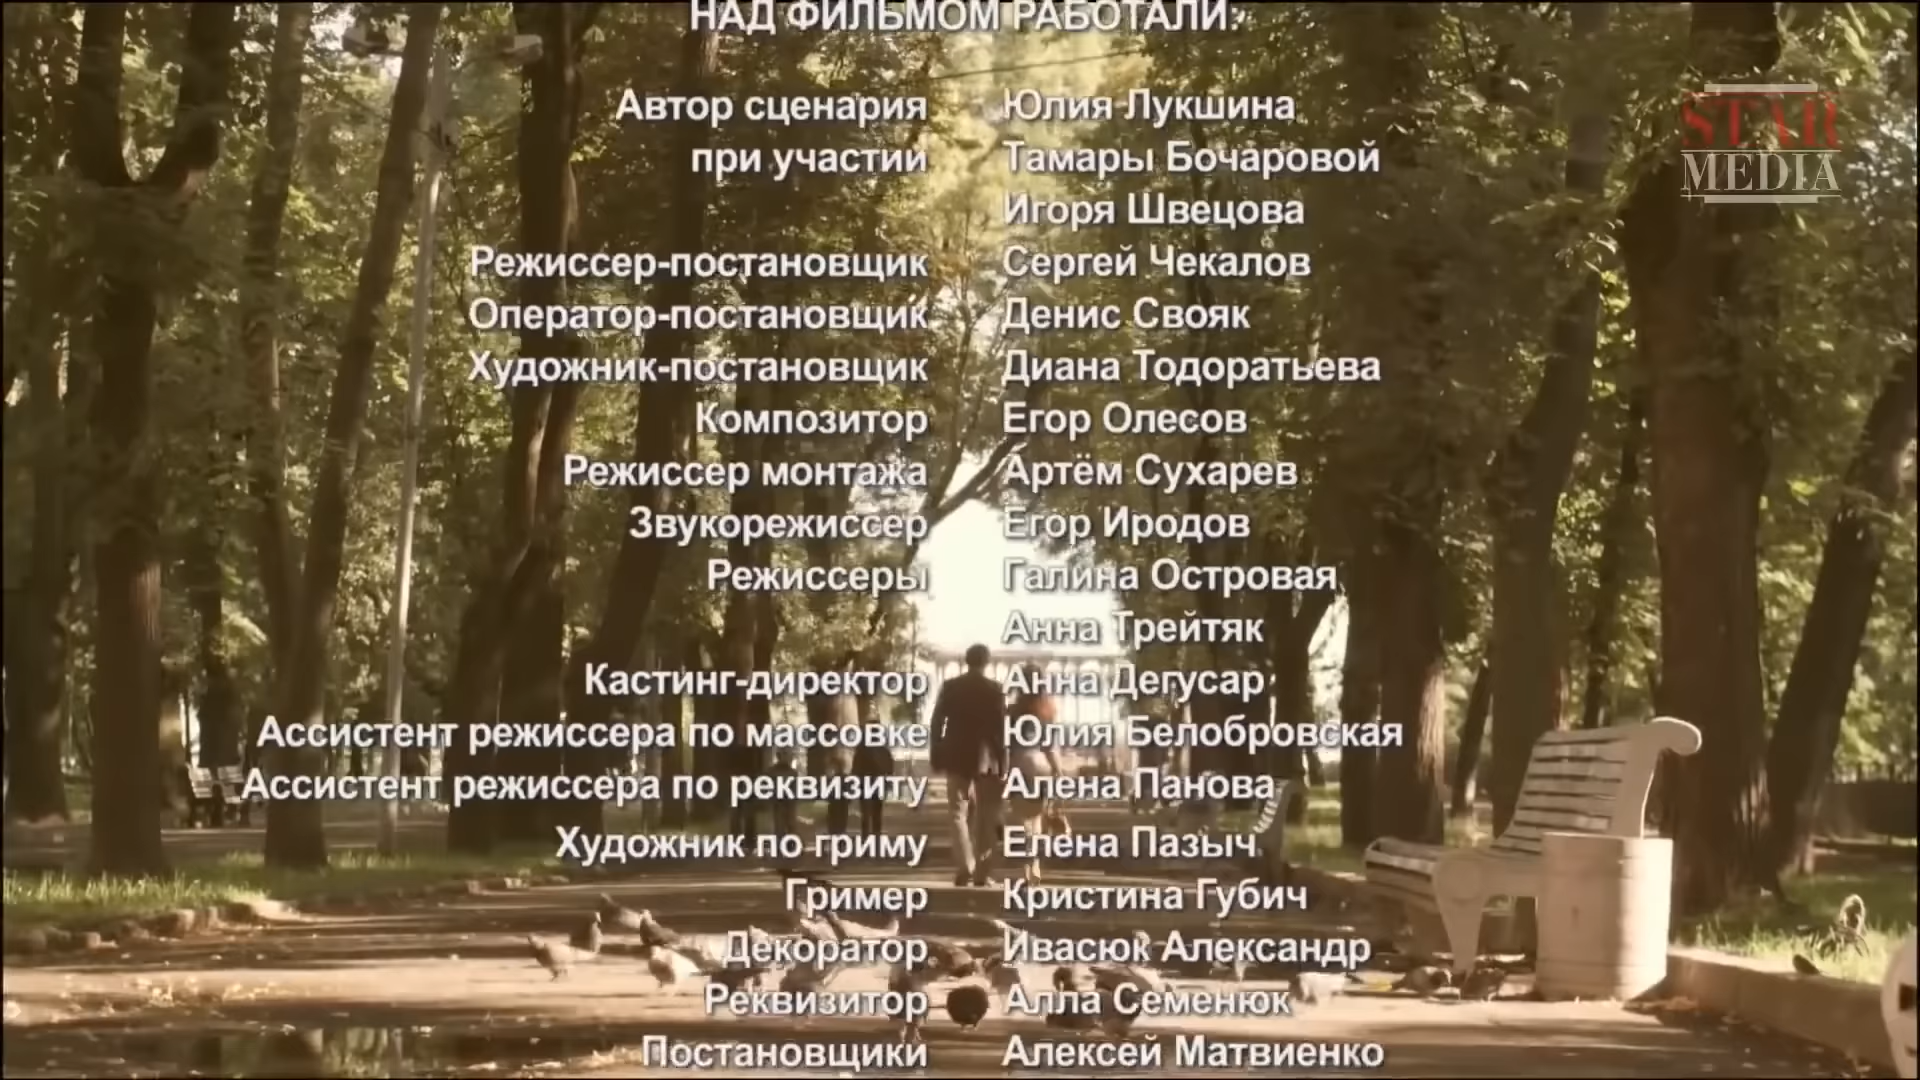 НАД ФИЛЬМОМ РАБОТАЛИ:
Автор сценария Юлия Лукшина
при участии Тамары Бочаровой
Игоря Швецова
Режиссер-постановщик Сергей Чекалов
Оператор-постановщик Денис Свояк
Художник-постановщик Диана Тодоратьева
Композитор Егор Олесов
Режиссер монтажа Артём Сухарев
Звукорежиссер Егор Иродов
Режиссеры Галина Островая
Анна Трейтяк
Кастинг-директор Анна Дегусар
Ассистент режиссера по массовке Юлия Белобровская
Ассистент режиссера по реквизиту Алена Панова
Художник по гриму Елена Пазыч
Гример Кристина Губич
Декоратор Ивасюк Александр
Реквизитор Алла Семенюк
Постановщики Алексей Матвиенко
STAR
MEDIA